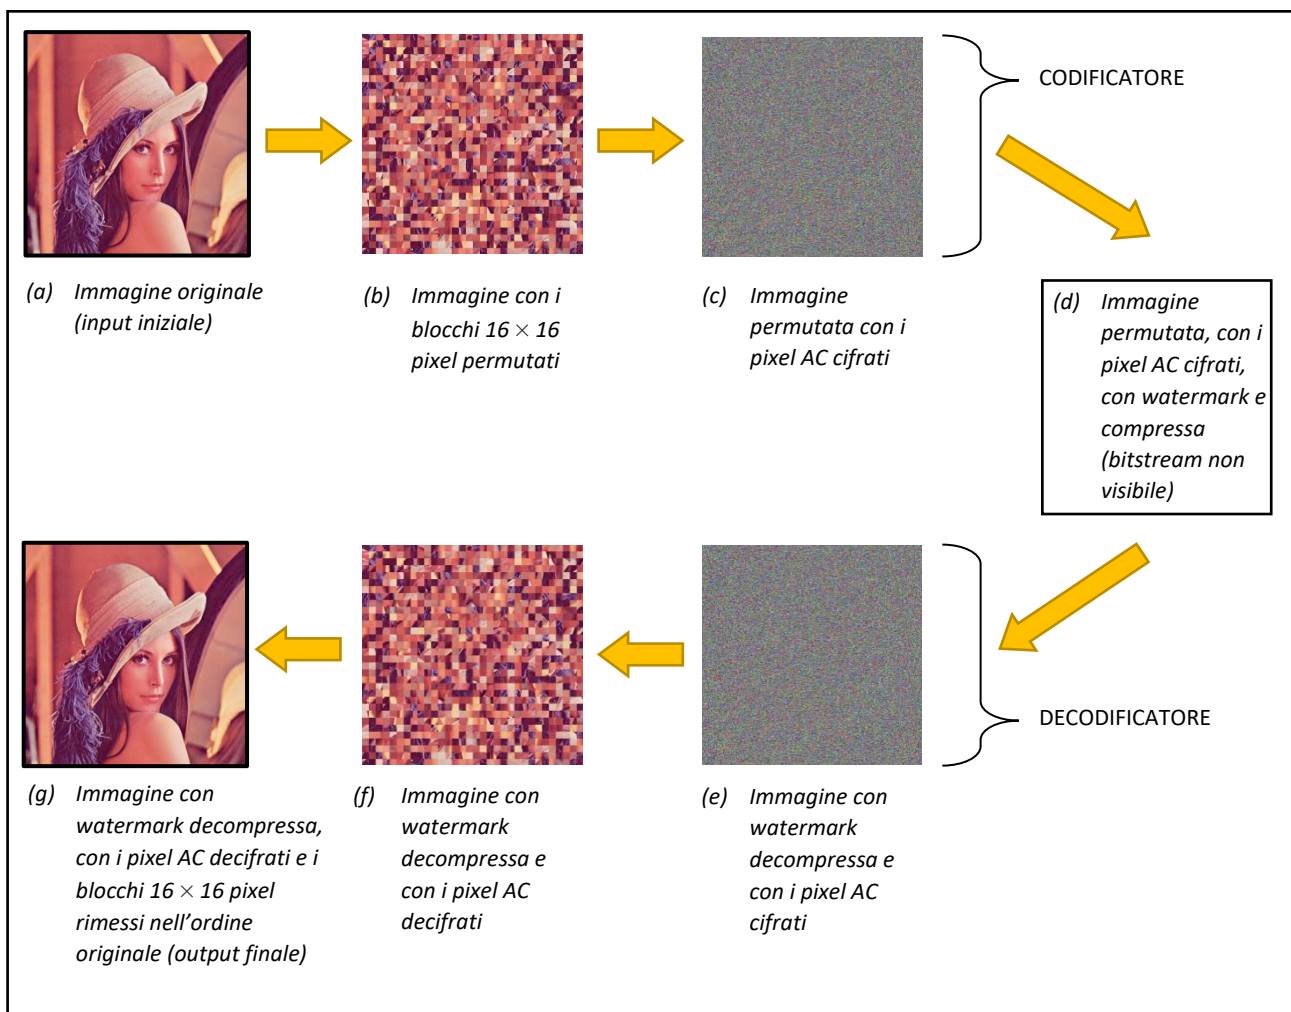 CODIFICATORE
(a) Immagine originale
(input iniziale)
(b) Immagine con i
blocchi 16 × 16
pixel permutati
(c) Immagine
permutata con i
pixel AC cifrati
(d) Immagine
permutata, con i
pixel AC cifrati,
con watermark e
compressa
(bitstream non
visibile)
DECODIFICATORE
(g) Immagine con
watermark decompressa,
con i pixel AC decifrati e i
blocchi 16 × 16 pixel
rimessi nell'ordine
originale (output finale)
(f) Immagine con
watermark
decompressa e
con i pixel AC
decifrati
(e) Immagine con
watermark
decompressa e
con i pixel AC
cifrati